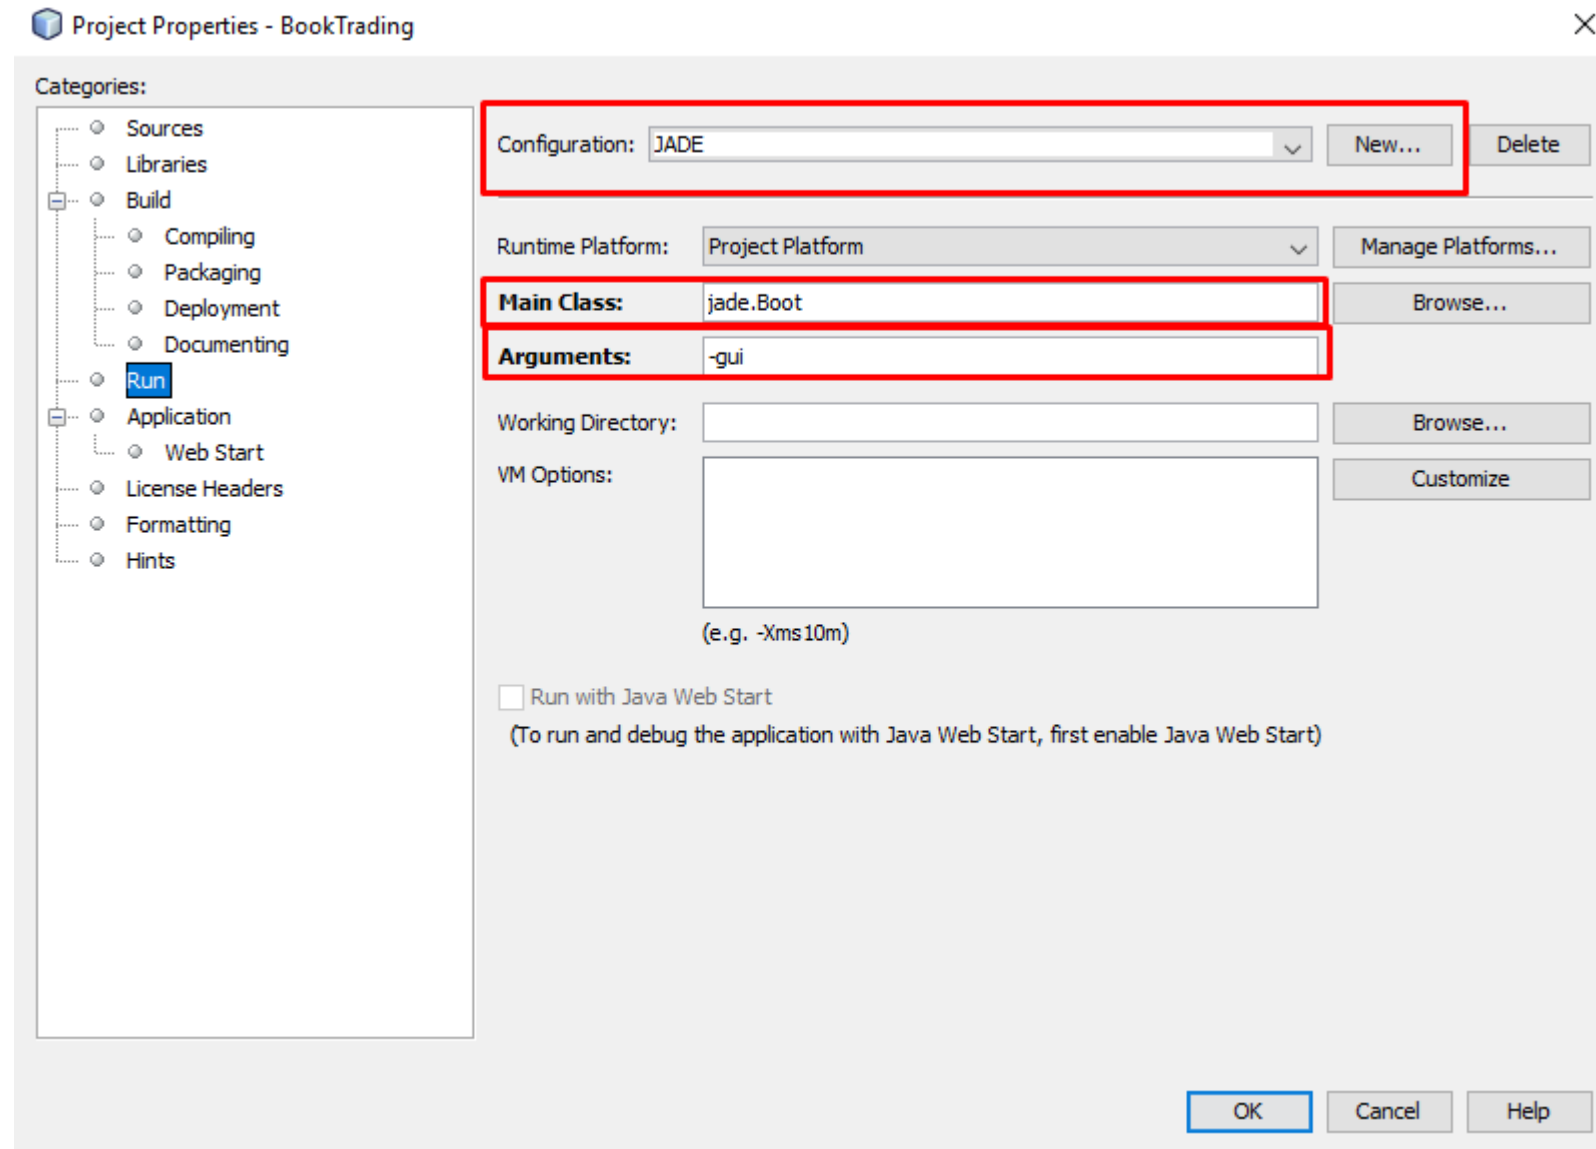 Project Properties - BookTrading
Categories:
Sources
Libraries
Build
Compiling
Packaging
Deployment
Documenting
Run
Application
Web Start
License Headers
Formatting
Hints
Configuration: JADE New... Delete
Runtime Platform: Project Platform Manage Platforms...
Main Class: jade.Boot Browse...
Arguments: -gui
Working Directory: Browse...
VM Options: Customize
(e.g. -Xms10m)
Run with Java Web Start
(To run and debug the application with Java Web Start, first enable Java Web Start)
OK Cancel Help